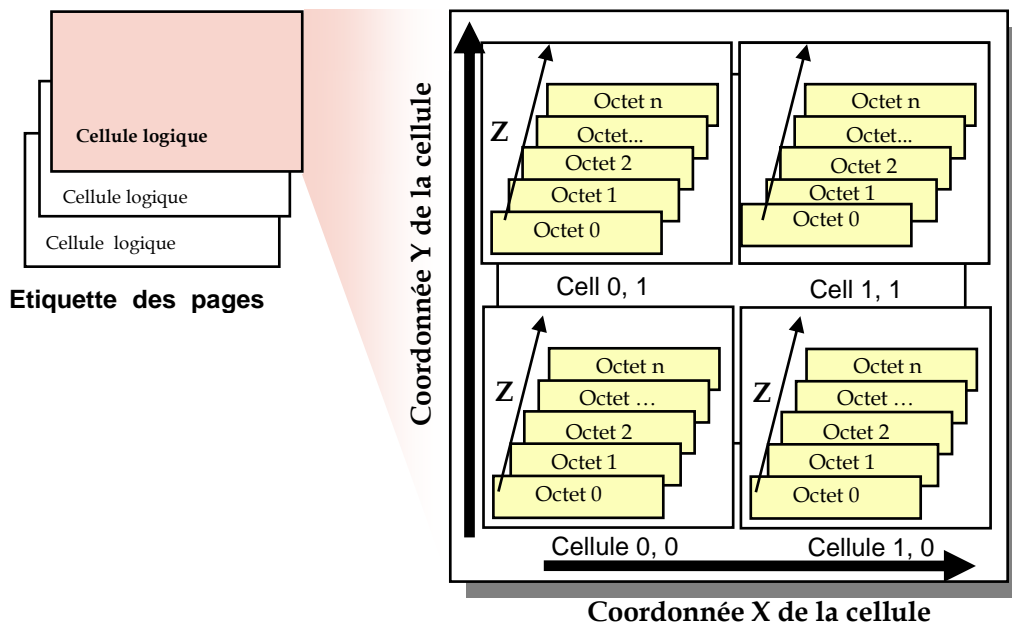 Cellule logique
Cellule logique
Cellule logique
Etiquette des pages
Coordonnée Y de la cellule
Z
Octet n
Octet...
Octet 2
Octet 1
Octet 0
Cell 0, 1
Z
Octet n
Octet...
Octet 2
Octet 1
Octet 0
Cell 1, 1
Z
Octet n
Octet …
Octet 2
Octet 1
Octet 0
Cellule 0, 0
Z
Octet n
Octet …
Octet 2
Octet 1
Octet 0
Cellule 1, 0
Coordonnée X de la cellule